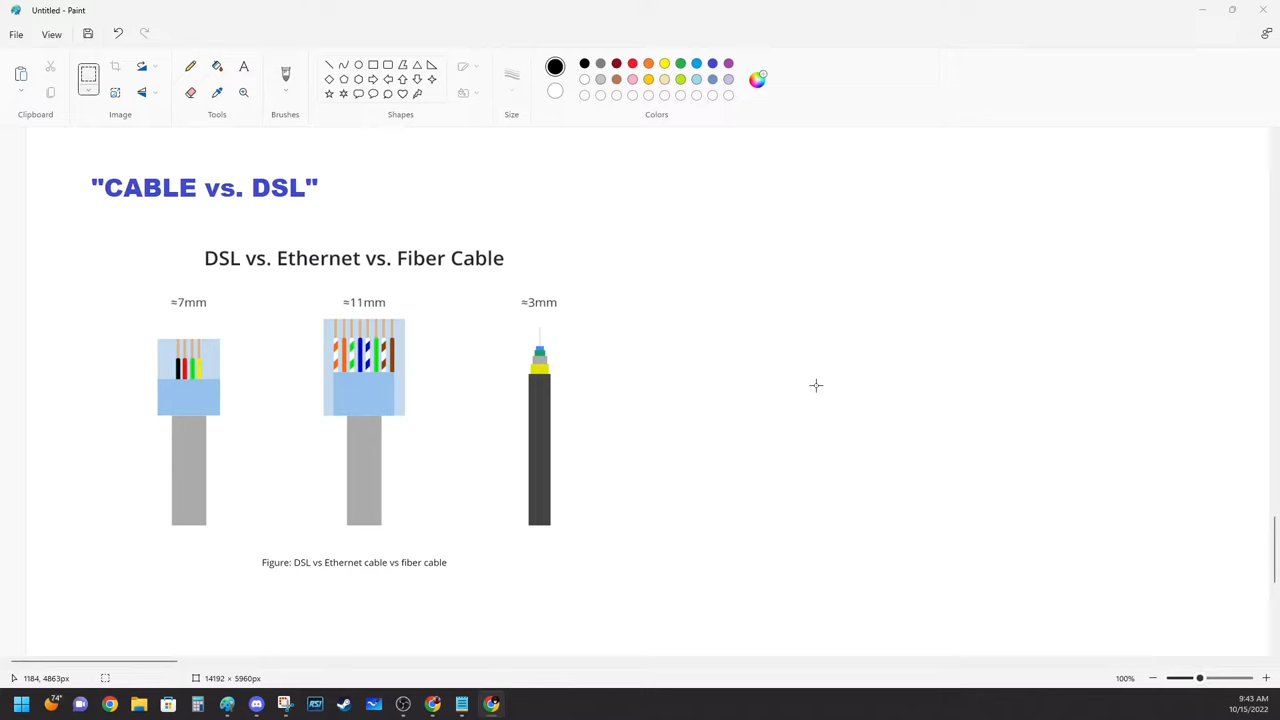 Untitled - Paint
File View
Clipboard
Image
Tools
Brushes
Shapes
Size
Colors
"CABLE vs. DSL"
DSL vs. Ethernet vs. Fiber Cable
≈7mm
≈11mm
≈3mm
Figure: DSL vs Ethernet cable vs fiber cable
1184, 4863px
14192 × 5960px
100%
74°
RSI
9:43 AM
10/15/2022